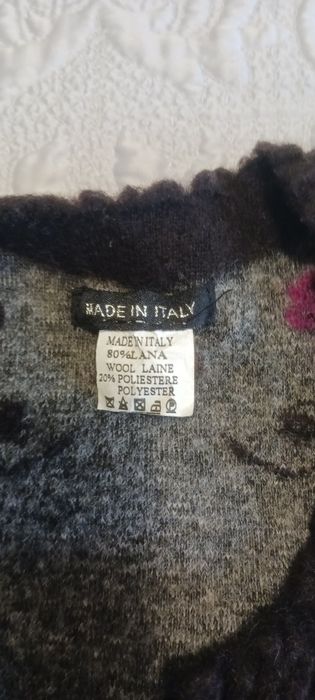 MADE IN ITALY
MADE IN ITALY
80%LANA
WOOL LAINE
20% POLIESTERE
POLYESTER